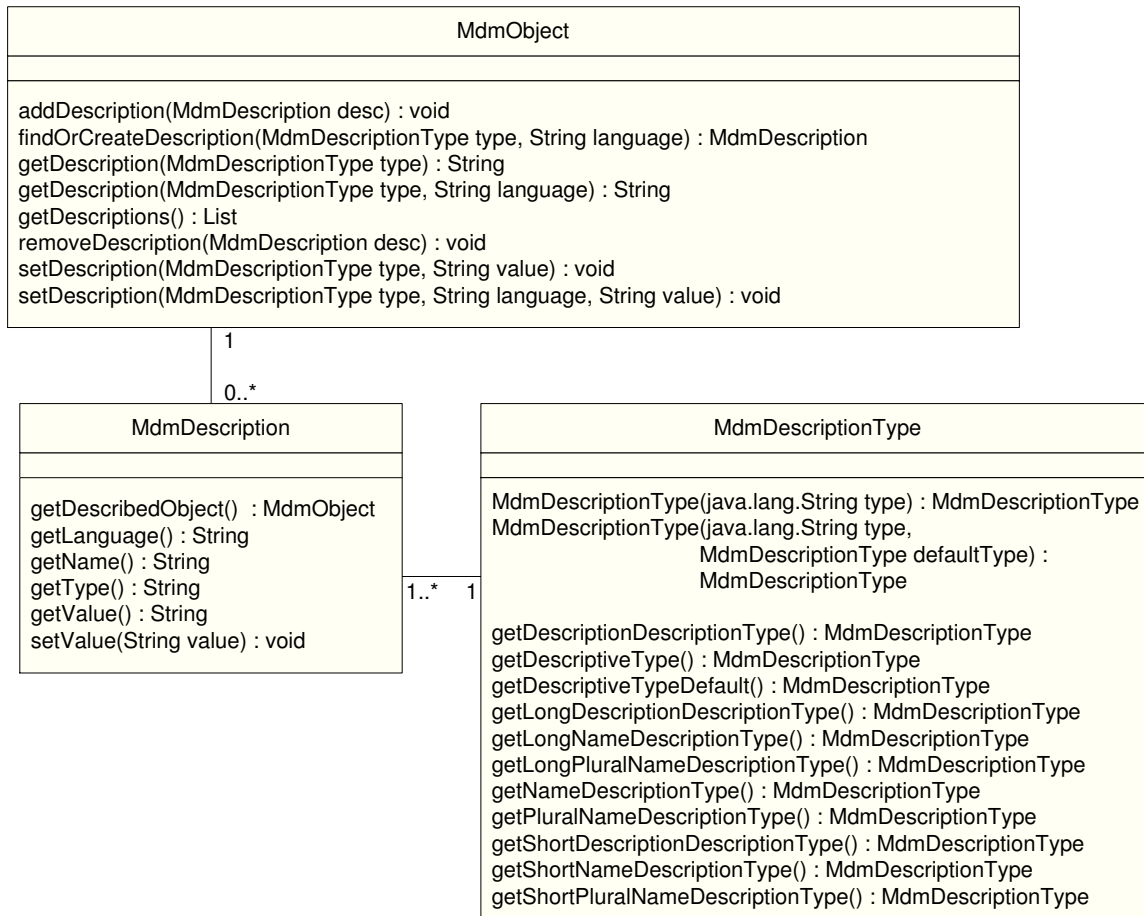 MdmObject
addDescription(MdmDescription desc) : void
findOrCreateDescription(MdmDescriptionType type, String language) : MdmDescription
getDescription(MdmDescriptionType type) : String
getDescription(MdmDescriptionType type, String language) : String
getDescriptions() : List
removeDescription(MdmDescription desc) : void
setDescription(MdmDescriptionType type, String value) : void
setDescription(MdmDescriptionType type, String language, String value) : void
1
0..*
MdmDescription
getDescribedObject() : MdmObject
getLanguage() : String
getName() : String
getType() : String
getValue() : String
setValue(String value) : void
1..* 1
MdmDescriptionType
MdmDescriptionType(java.lang.String type) : MdmDescriptionType
MdmDescriptionType(java.lang.String type,
MdmDescriptionType defaultType) :
MdmDescriptionType
getDescriptionDescriptionType() : MdmDescriptionType
getDescriptiveType() : MdmDescriptionType
getDescriptiveTypeDefault() : MdmDescriptionType
getLongDescriptionDescriptionType() : MdmDescriptionType
getLongNameDescriptionType() : MdmDescriptionType
getLongPluralNameDescriptionType() : MdmDescriptionType
getNameDescriptionType() : MdmDescriptionType
getPluralNameDescriptionType() : MdmDescriptionType
getShortDescriptionDescriptionType() : MdmDescriptionType
getShortNameDescriptionType() : MdmDescriptionType
getShortPluralNameDescriptionType() : MdmDescriptionType